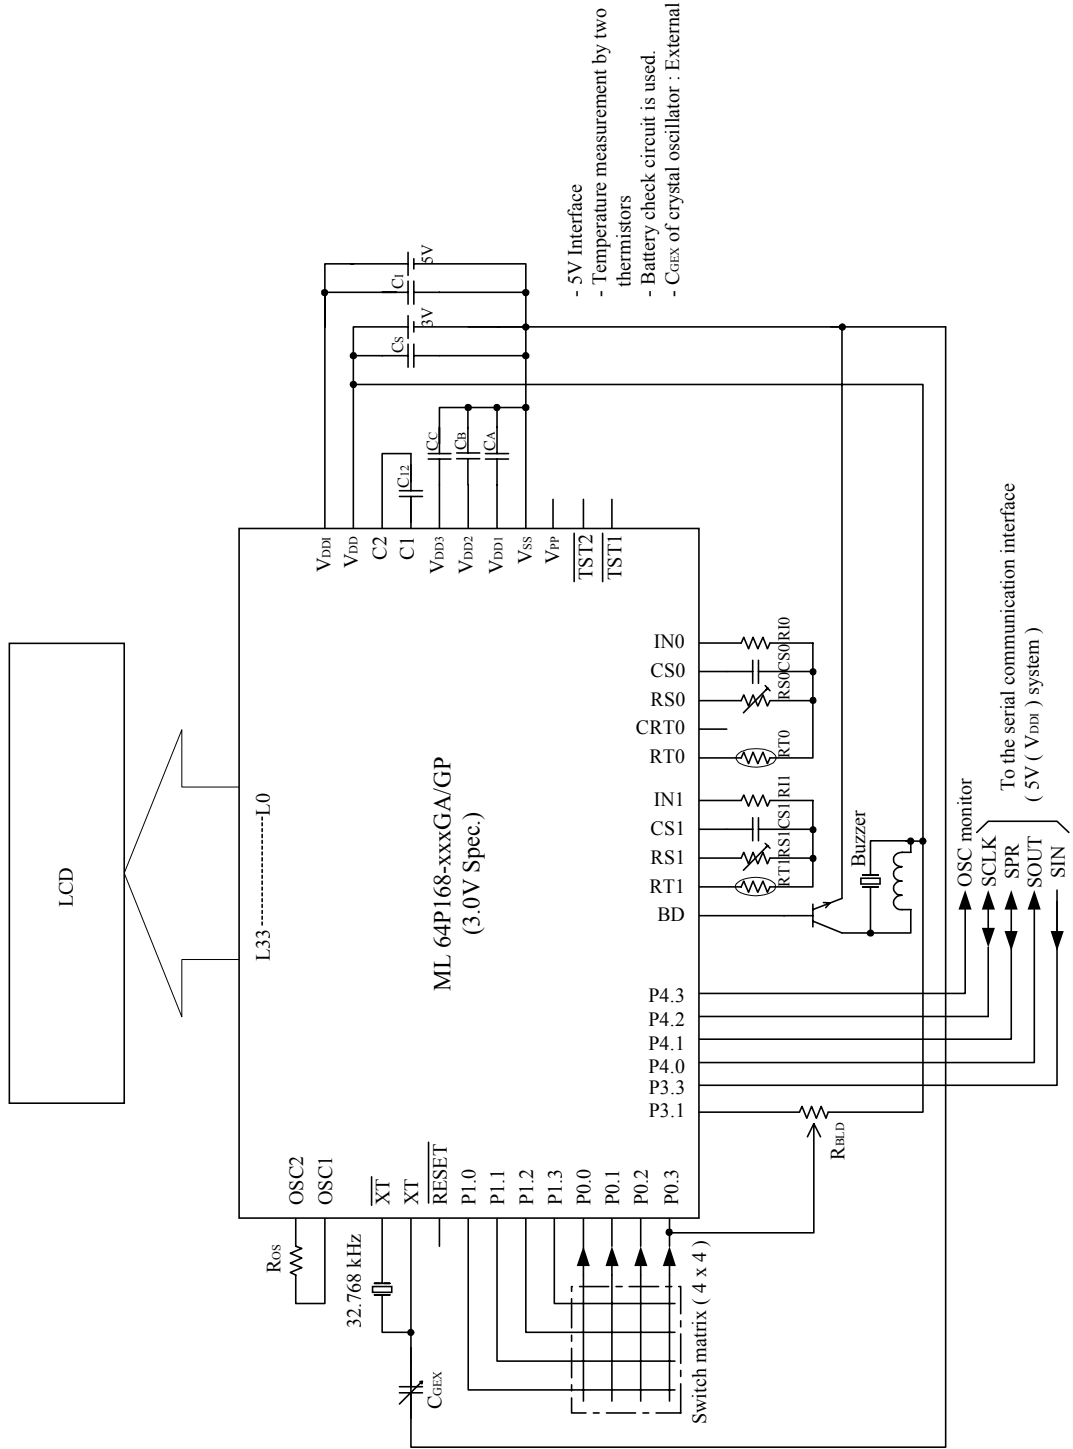 LCD
L33 ------------ L0
ML 64P168-xxxGA/GP
(3.0V Spec.)
OSC2
OSC1
XT
XT
RESET
P1.0
P1.1
P1.2
P1.3
P0.0
P0.1
P0.2
P0.3
ROS
32.768 kHz
CGEX
Switch matrix ( 4 x 4 )
VDDI
VDD
C2
C1
VDD3
VDD2
VDD1
VSS
VPP
TST2
TST1
C12
CC
CB
CA
CS
3V
CI
5V
P3.1
P3.3
P4.0
P4.1
P4.2
P4.3
BD
RT1
RS1
CS1
IN1
RT0
CRT0
RS0
CS0
IN0
RT1
RS1
CS1
RI1
RT0
RS0
CS0
RI0
RBLD
Buzzer
OSC monitor
SCLK
SPR
SOUT
SIN
To the serial communication interface
( 5V ( VDDI ) system )
- 5V Interface
- Temperature measurement by two
thermistors
- Battery check circuit is used.
- CGEX of crystal oscillator : External